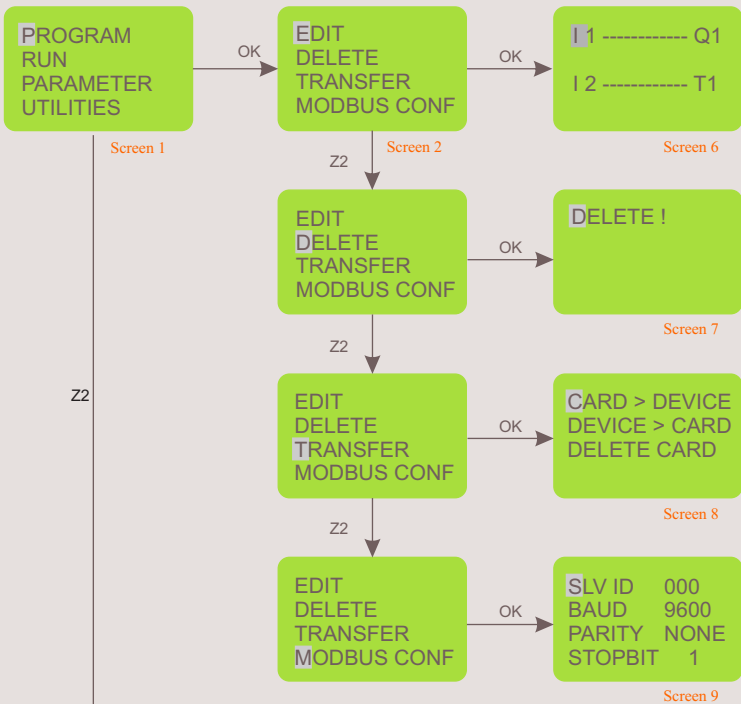 PROGRAM
RUN
PARAMETER
UTILITIES
Screen 1
OK
EDIT
DELETE
TRANSFER
MODBUS CONF
Screen 2
OK
I 1 ------------ Q1
I 2 ------------ T1
Screen 6
Z2
EDIT
DELETE
TRANSFER
MODBUS CONF
OK
DELETE !
Screen 7
Z2
Z2
EDIT
DELETE
TRANSFER
MODBUS CONF
OK
CARD > DEVICE
DEVICE > CARD
DELETE CARD
Screen 8
Z2
EDIT
DELETE
TRANSFER
MODBUS CONF
OK
SLV ID 000
BAUD 9600
PARITY NONE
STOPBIT 1
Screen 9